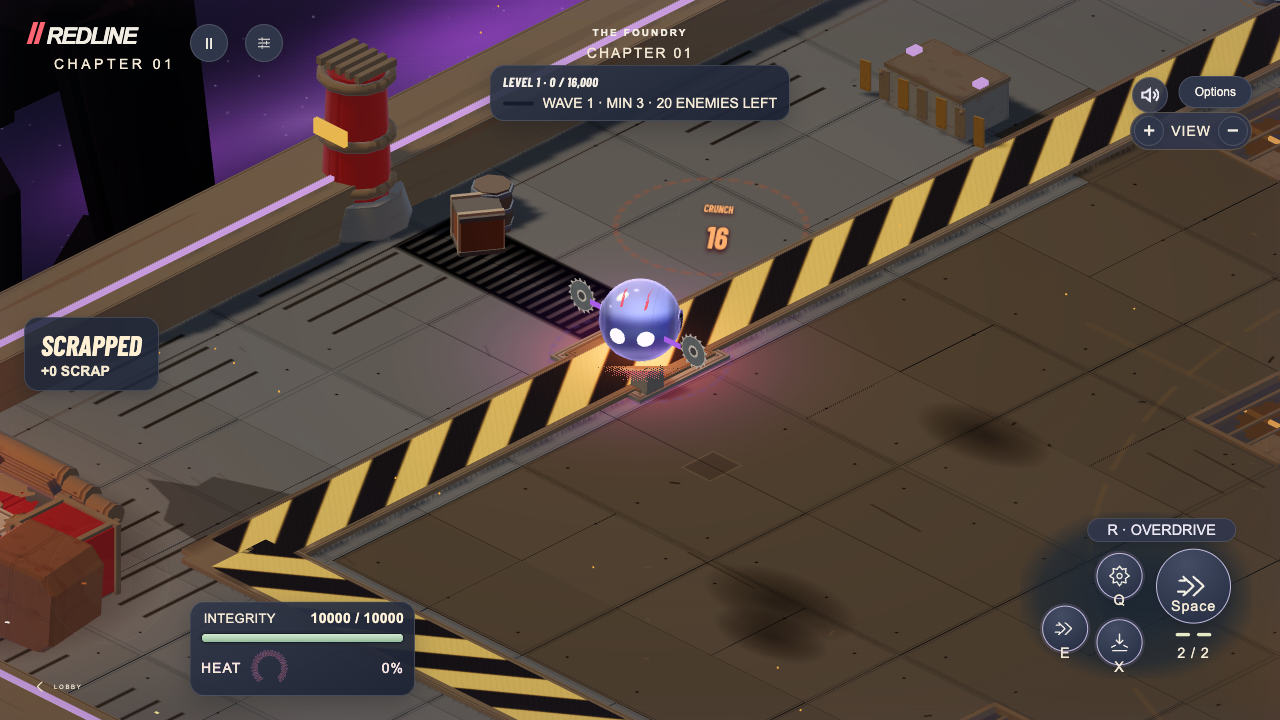 REDLINE
CHAPTER 01
THE FOUNDRY
CHAPTER 01
LEVEL 1 · 0 / 16,000
WAVE 1 · MIN 3 · 20 ENEMIES LEFT
Options
+ VIEW −
CRUNCH
16
SCRAPPED
+0 SCRAP
R · OVERDRIVE
Q
Space
E
X
2 / 2
INTEGRITY 10000 / 10000
HEAT 0%
LOBBY